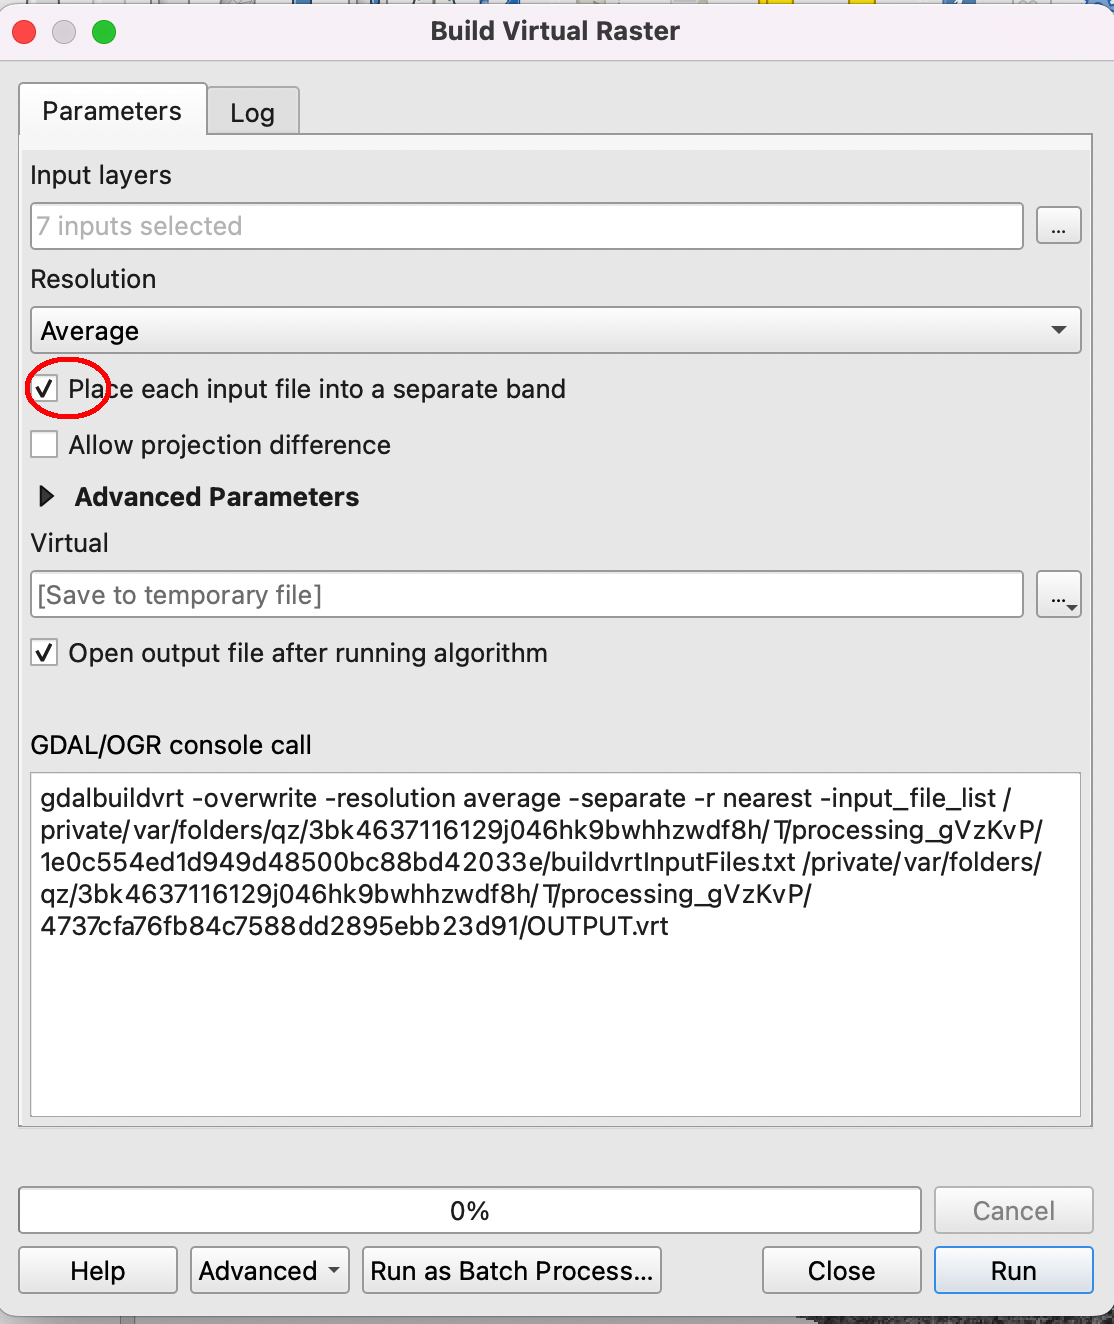 Build Virtual Raster
Parameters
Log
Input layers
7 inputs selected
...
Resolution
Average
Place each input file into a separate band
Allow projection difference
Advanced Parameters
Virtual
[Save to temporary file]
...
Open output file after running algorithm
GDAL/OGR console call
gdalbuildvrt -overwrite -resolution average -separate -r nearest -input_file_list /
private/var/folders/qz/3bk4637116129j046hk9bwhhzwdf8h/T/processing_gVzKvP/
1e0c554ed1d949d48500bc88bd42033e/buildvrtInputFiles.txt /private/var/folders/
qz/3bk4637116129j046hk9bwhhzwdf8h/T/processing_gVzKvP/
4737cfa76fb84c7588dd2895ebb23d91/OUTPUT.vrt
0%
Cancel
Help
Advanced
Run as Batch Process...
Close
Run